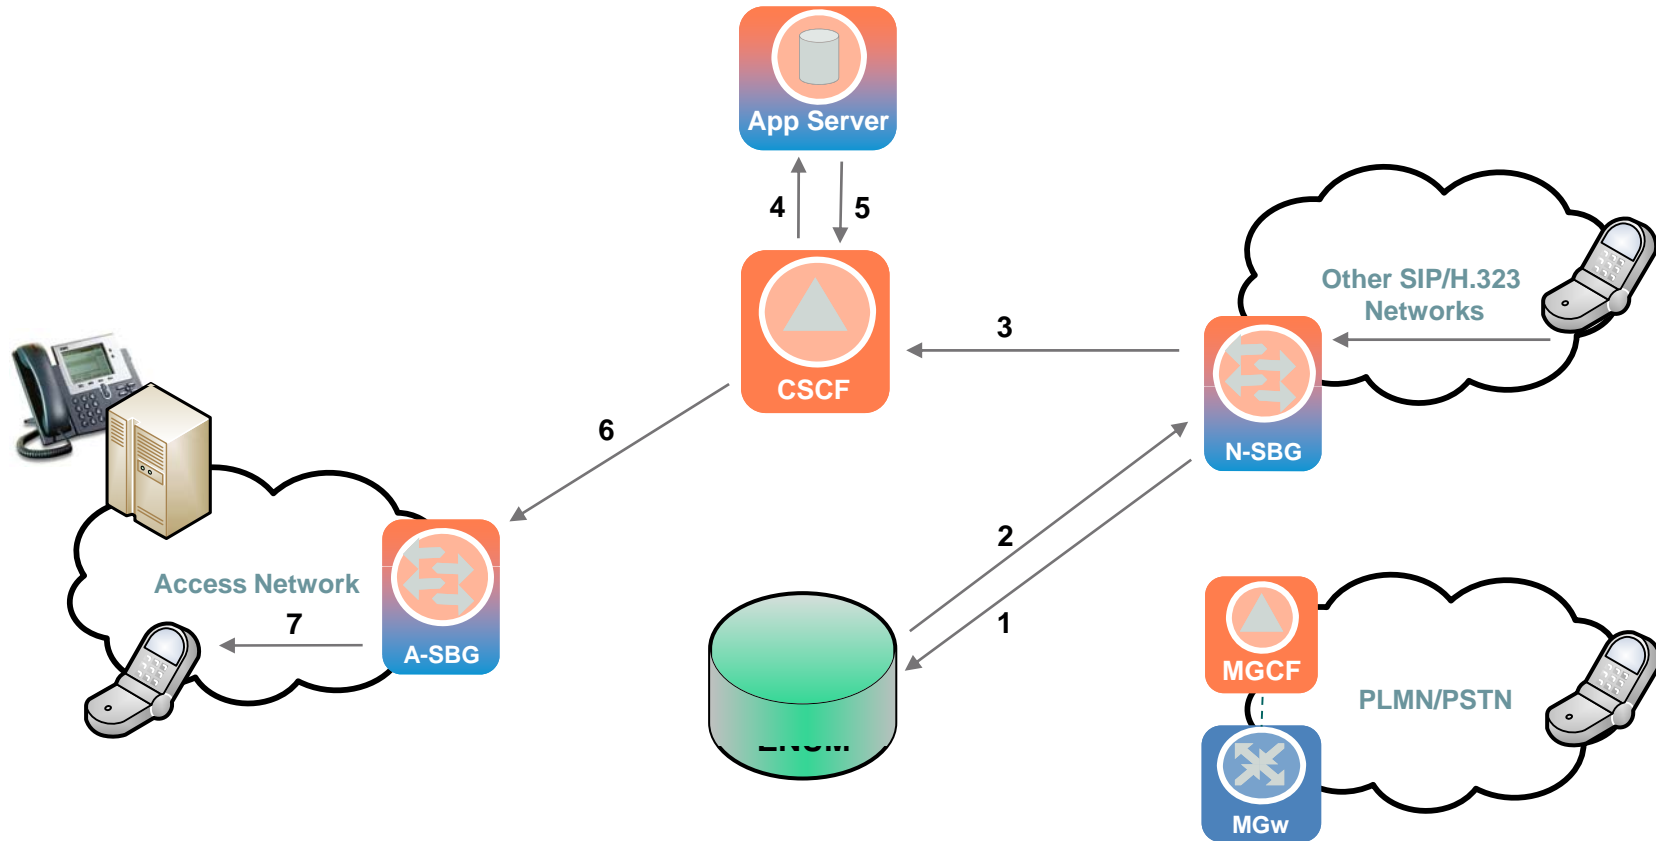 App Server
4
5
Other SIP/H.323
Networks
3
CSCF
6
N-SBG
2
Access Network
7
1
A-SBG
MGCF
PLMN/PSTN
ENUM
MGw